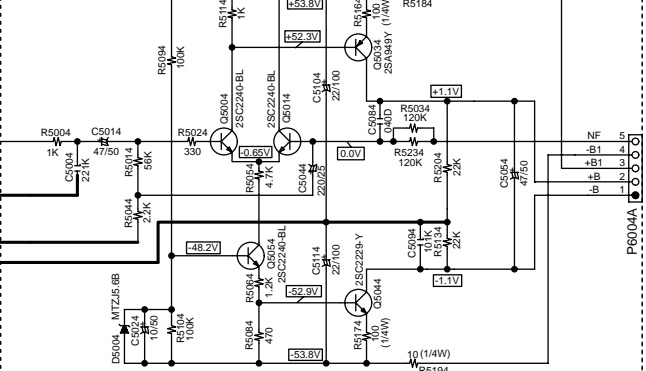 +53.8V
R5114
1K
R5164
100
(1/4W)
R5184
+52.3V
Q5034
2SA949Y
R5094
100K
Q5004
2SC2240-BL
2SC2240-BL
Q5014
C5104
22/100
+1.1V
C5084
040D
R5034
120K
R5234
120K
R5004
1K
C5014
47/50
R5024
330
C5004
221K
R5014
56K
-0.65V
0.0V
R5054
4.7K
C5044
220/25
R5204
22K
C5054
47/50
NF 5
-B1 4
+B1 3
+B 2
-B 1
P6004A
R5044
2.2K
-48.2V
Q5054
2SC2240-BL
C5114
22/100
2SC2229-Y
Q5044
C5094
101K
R5134
22K
-1.1V
R5064
1.2K
-52.9V
D5004
MTZJ5.6B
C5024
10/50
R5104
100K
R5084
470
R5174
100
(1/4W)
-53.8V
10 (1/4W)
R5194